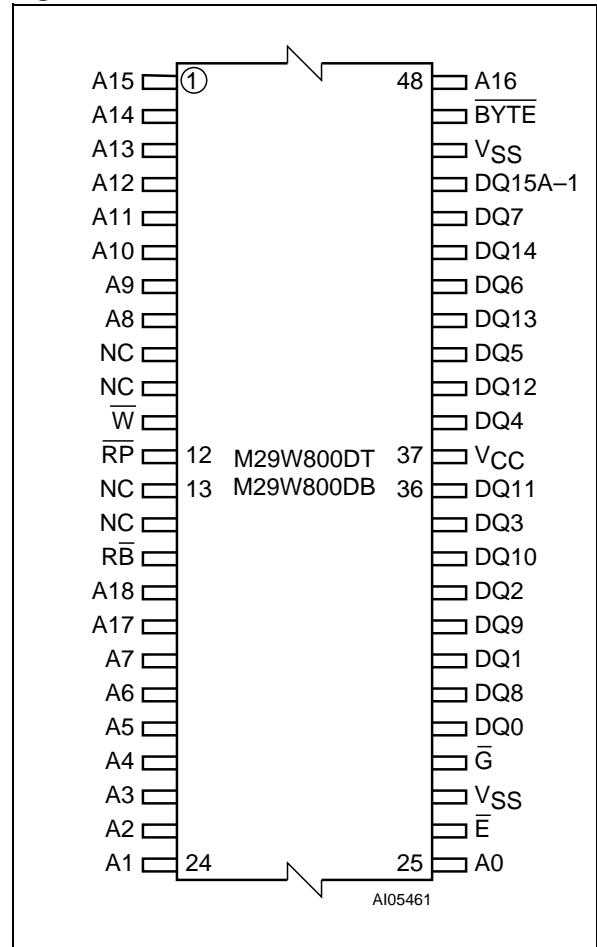 A15 ① 48 A16
A14 B̅Y̅T̅E̅
A13 VSS
A12 DQ15A–1
A11 DQ7
A10 DQ14
A9 DQ6
A8 DQ13
NC DQ5
NC DQ12
W̅ DQ4
R̅P̅ 12 M29W800DT 37 VCC
NC 13 M29W800DB 36 DQ11
NC DQ3
RB̅ DQ10
A18 DQ2
A17 DQ9
A7 DQ1
A6 DQ8
A5 DQ0
A4 G̅
A3 VSS
A2 E̅
A1 24 25 A0
AI05461